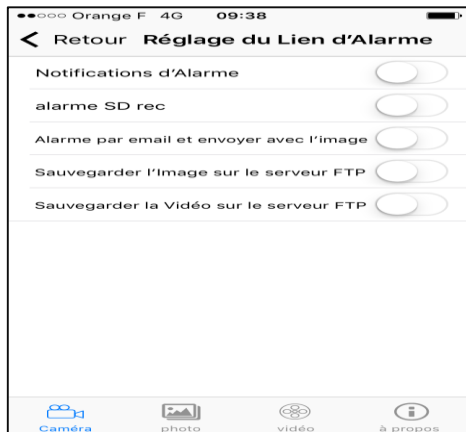 Orange F 4G 09:38
Retour Réglage du Lien d'Alarme
Notifications d'Alarme
alarme SD rec
Alarme par email et envoyer avec l'image
Sauvegarder l'Image sur le serveur FTP
Sauvegarder la Vidéo sur le serveur FTP
Caméra photo vidéo à propos